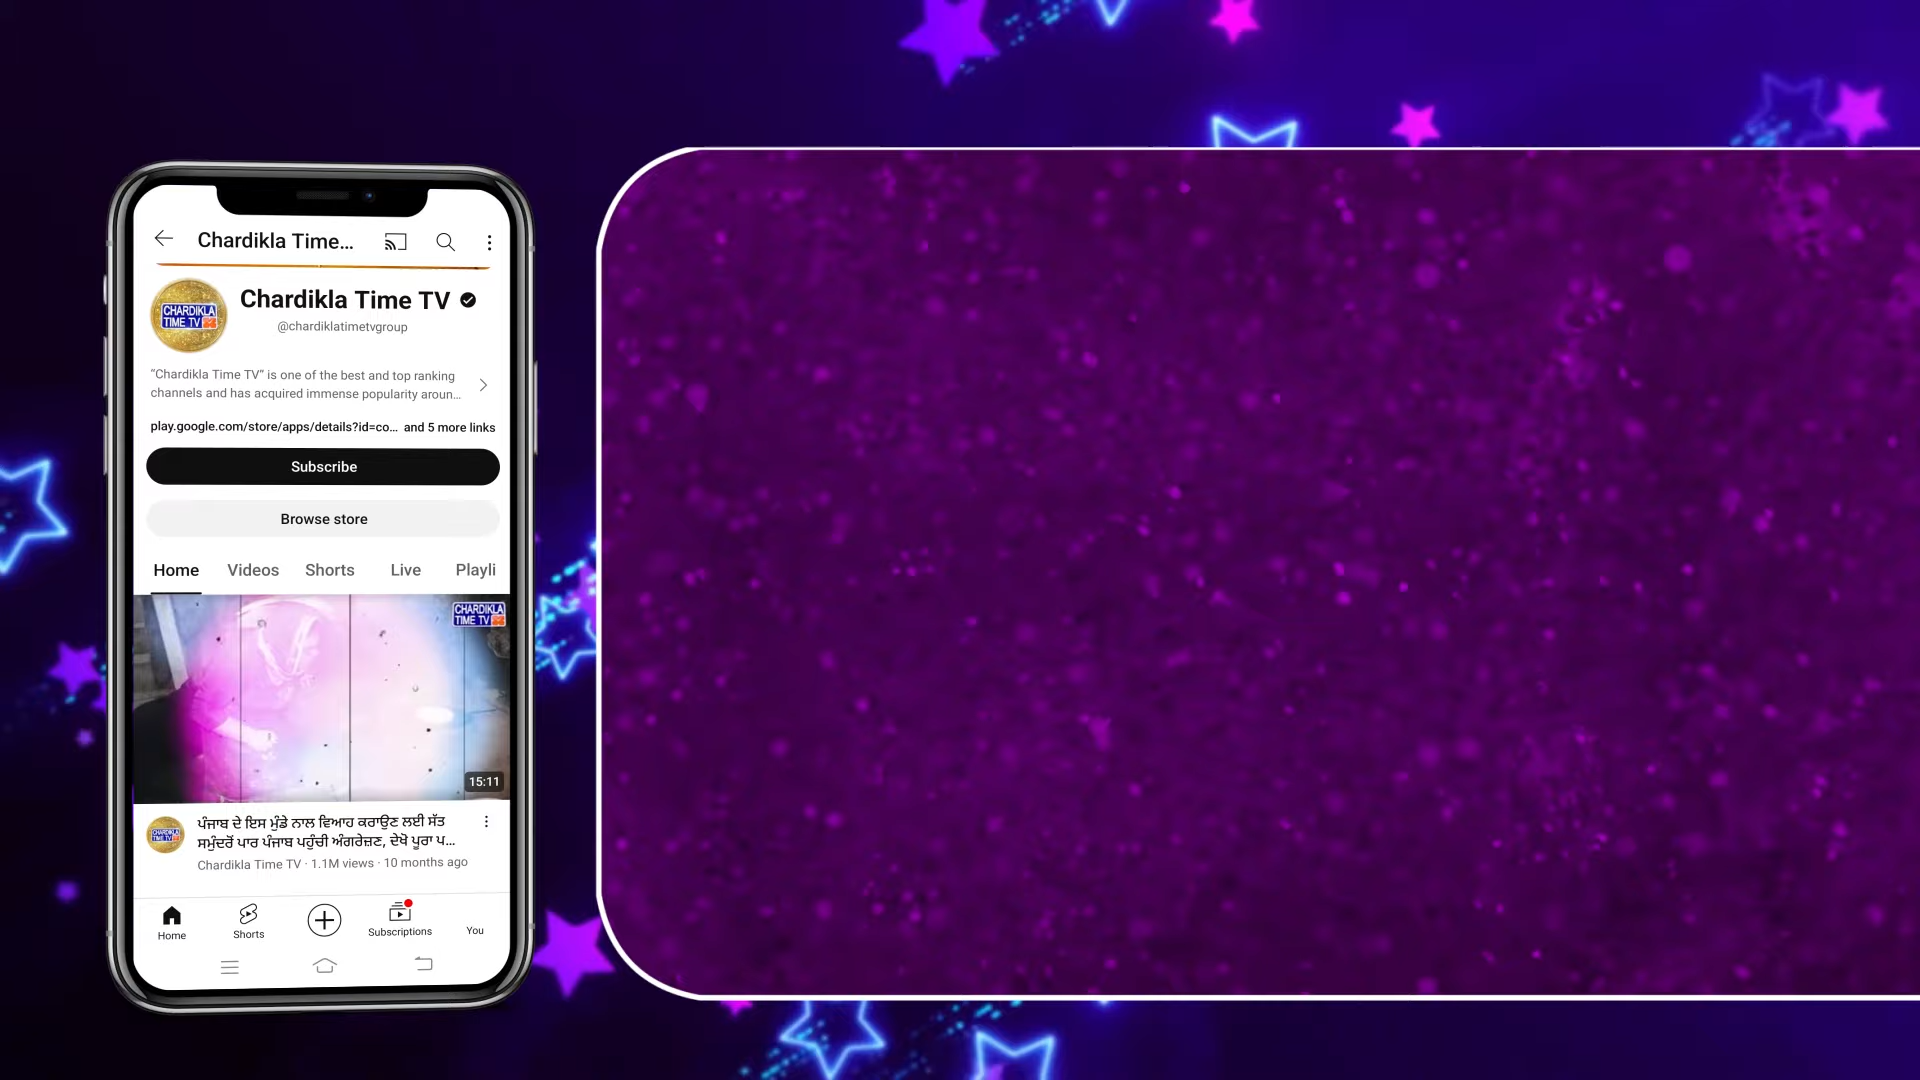 Chardikla Time...
CHARDIKLA
TIME TV
Chardikla Time TV
@chardiklatimetvgroup
“Chardikla Time TV” is one of the best and top ranking
channels and has acquired immense popularity aroun...
play.google.com/store/apps/details?id=co... and 5 more links
Subscribe
Browse store
Home Videos Shorts Live Playli
CHARDIKLA
TIME TV
15:11
CHARDIKLA
TIME TV
ਪੰਜਾਬ ਦੇ ਇਸ ਮੁੰਡੇ ਨਾਲ ਵਿਆਹ ਕਰਾਉਣ ਲਈ ਸੱਤ
ਸਮੁੰਦਰੋਂ ਪਾਰ ਪੰਜਾਬ ਪਹੁੰਚੀ ਅੰਗਰੇਜ਼ਣ, ਦੇਖੋ ਪੂਰਾ ਪ...
Chardikla Time TV · 1.1M views · 10 months ago
Home Shorts Subscriptions You